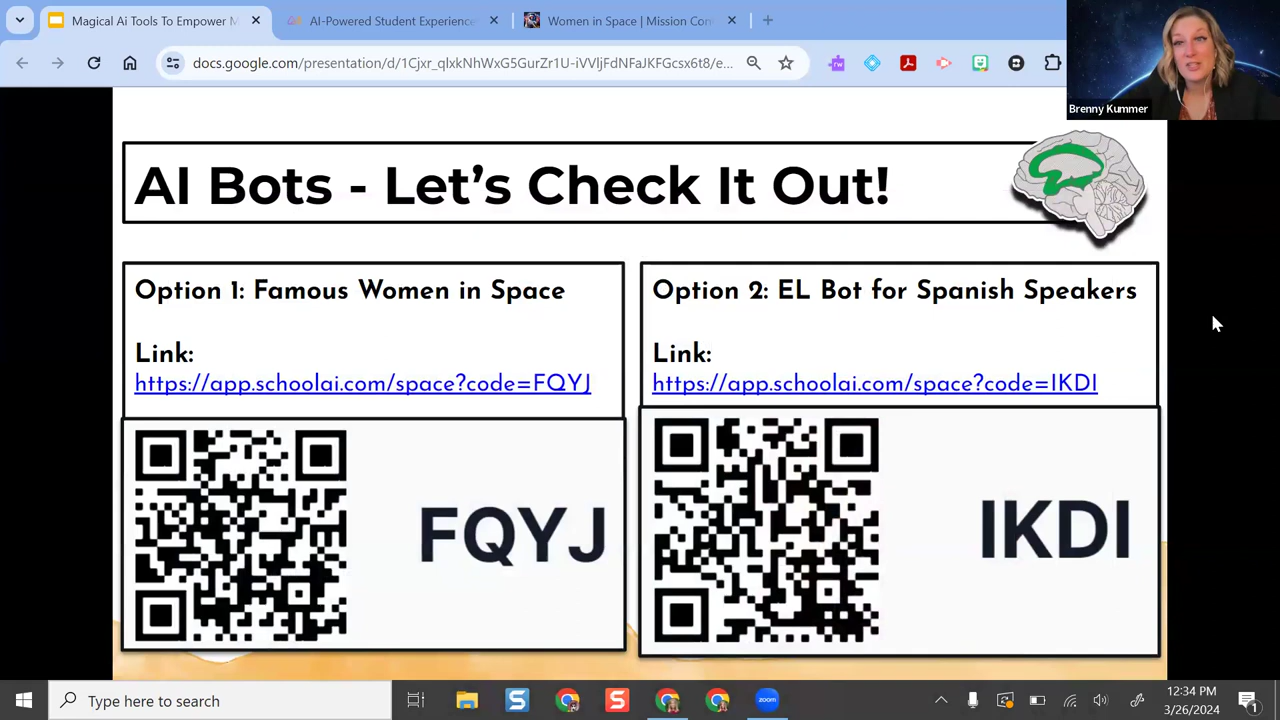 Magical Ai Tools To Empower M
AI-Powered Student Experience
Women in Space | Mission Con
docs.google.com/presentation/d/1Cjxr_qlxkNhWxG5GurZr1U-iVVljFdNFaJKFGcsx6t8/e...
Brenny Kummer
AI Bots - Let's Check It Out!
Option 1: Famous Women in Space
Link:
https://app.schoolai.com/space?code=FQYJ
FQYJ
Option 2: EL Bot for Spanish Speakers
Link:
https://app.schoolai.com/space?code=IKDI
IKDI
Type here to search
zoom
12:34 PM
3/26/2024